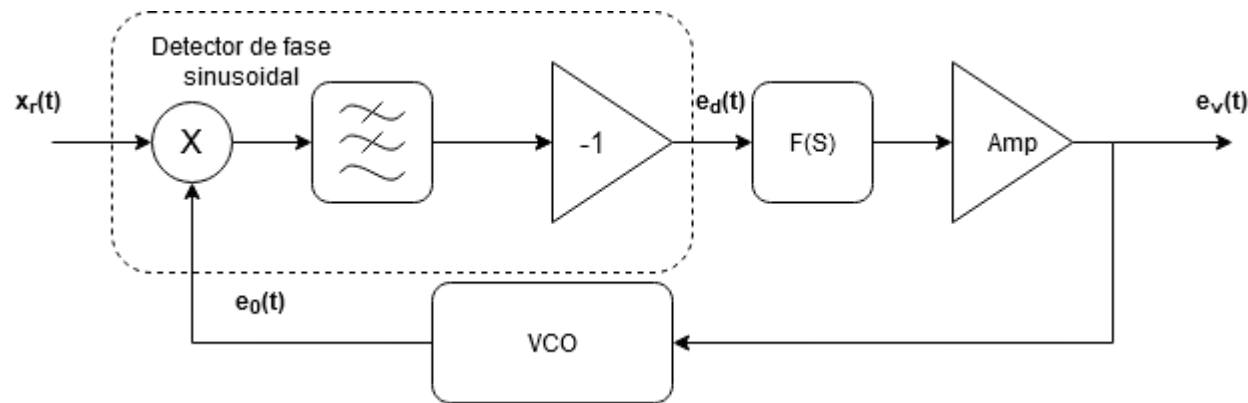 Detector de fase
sinusoidal
x_r(t)
X
-1
e_d(t)
F(S)
Amp
e_v(t)
e_0(t)
VCO